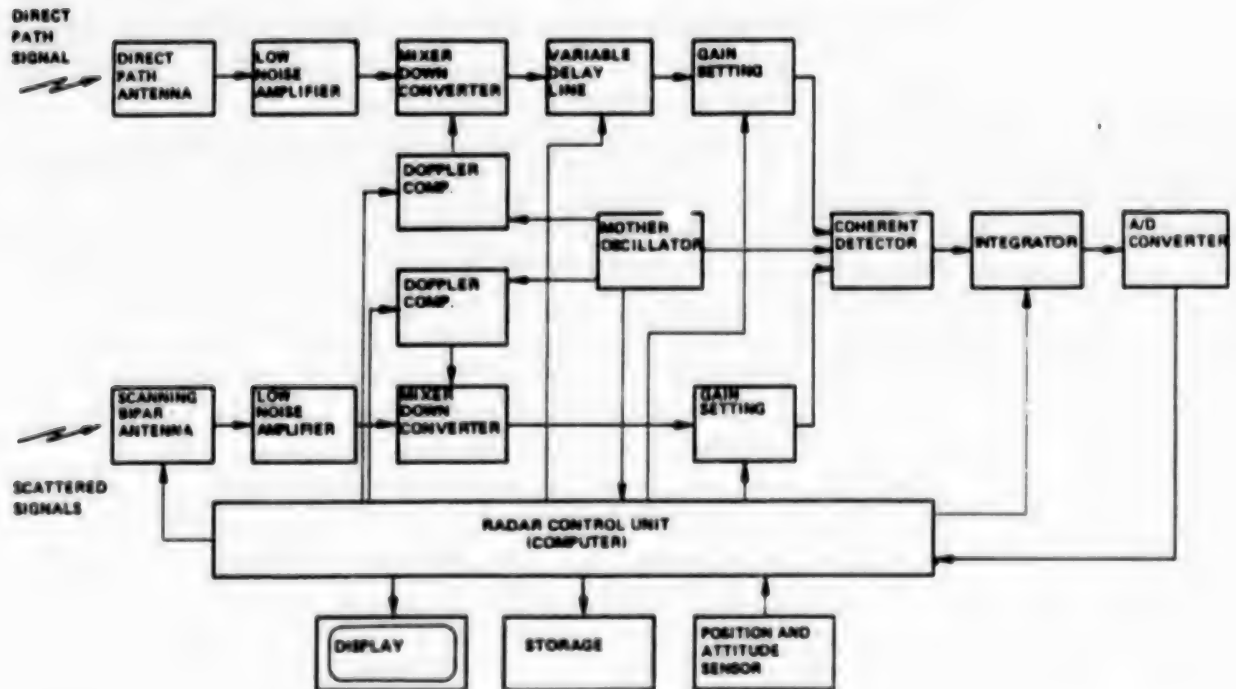 DIRECT
PATH
SIGNAL
DIRECT
PATH
ANTENNA
LOW
NOISE
AMPLIFIER
MIXER
DOWN
CONVERTER
VARIABLE
DELAY
LINE
GAIN
SETTING
DOPPLER
COMP.
MOTHER
OSCILLATOR
COHERENT
DETECTOR
INTEGRATOR
A/D
CONVERTER
DOPPLER
COMP.
SCANNING
BIPAR
ANTENNA
LOW
NOISE
AMPLIFIER
MIXER
DOWN
CONVERTER
GAIN
SETTING
SCATTERED
SIGNALS
RADAR CONTROL UNIT
(COMPUTER)
DISPLAY
STORAGE
POSITION AND
ATTITUDE
SENSOR